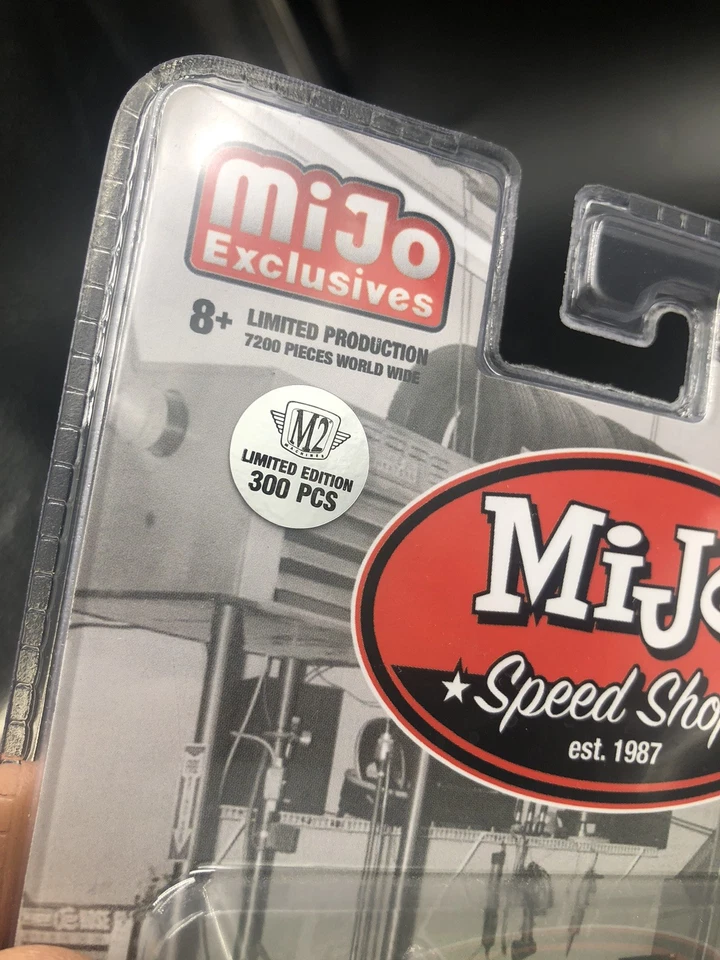 miJo
Exclusives
8+ LIMITED PRODUCTION
7200 PIECES WORLD WIDE
M2
MACHINES
LIMITED EDITION
300 PCS
MiJo
Speed Shop
est. 1987